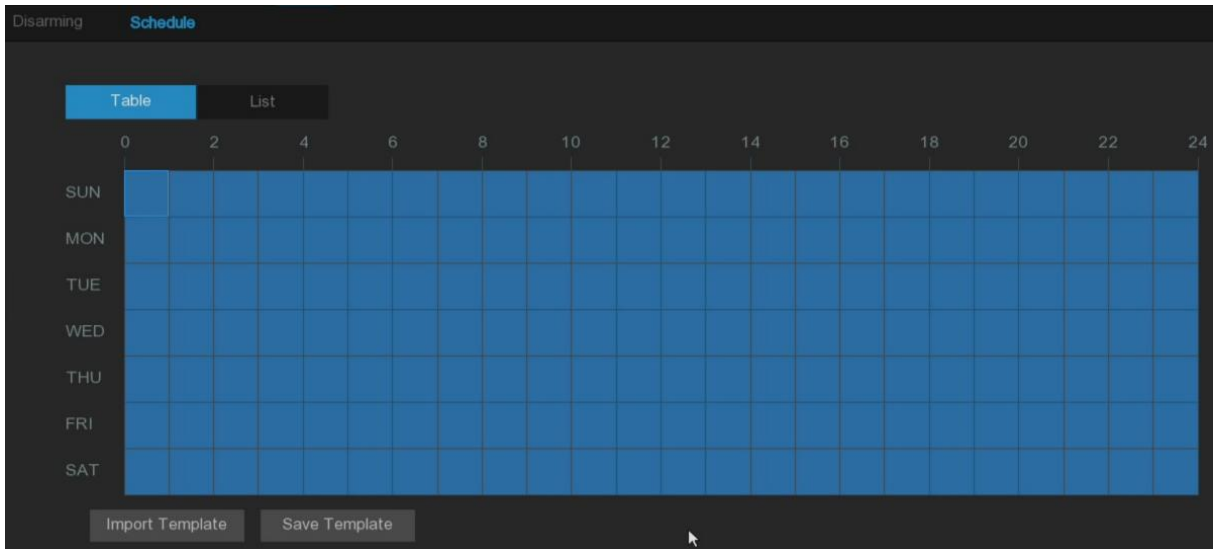 Disarming Schedule
Table List
0 2 4 6 8 10 12 14 16 18 20 22 24
SUN
MON
TUE
WED
THU
FRI
SAT
Import Template Save Template